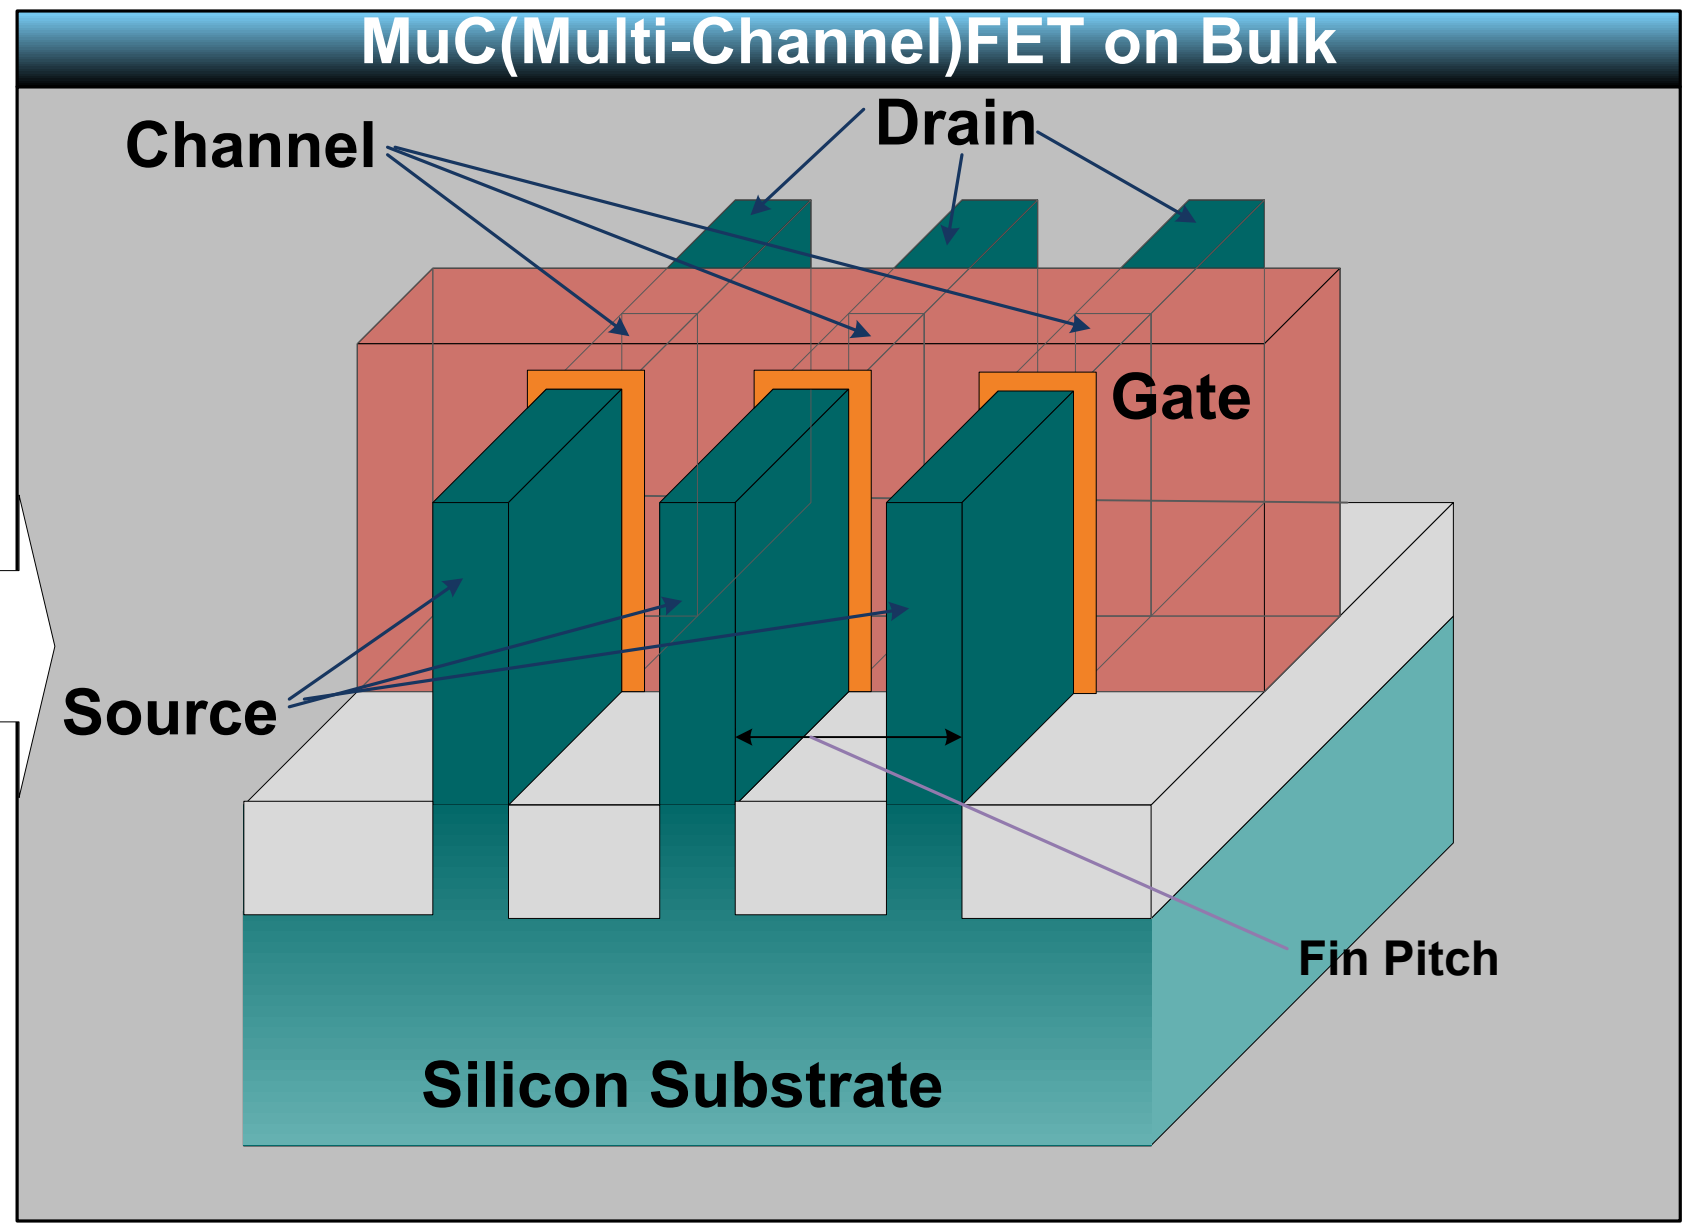 MuC(Multi-Channel)FET on Bulk
Channel
Drain
Gate
Source
Fin Pitch
Silicon Substrate